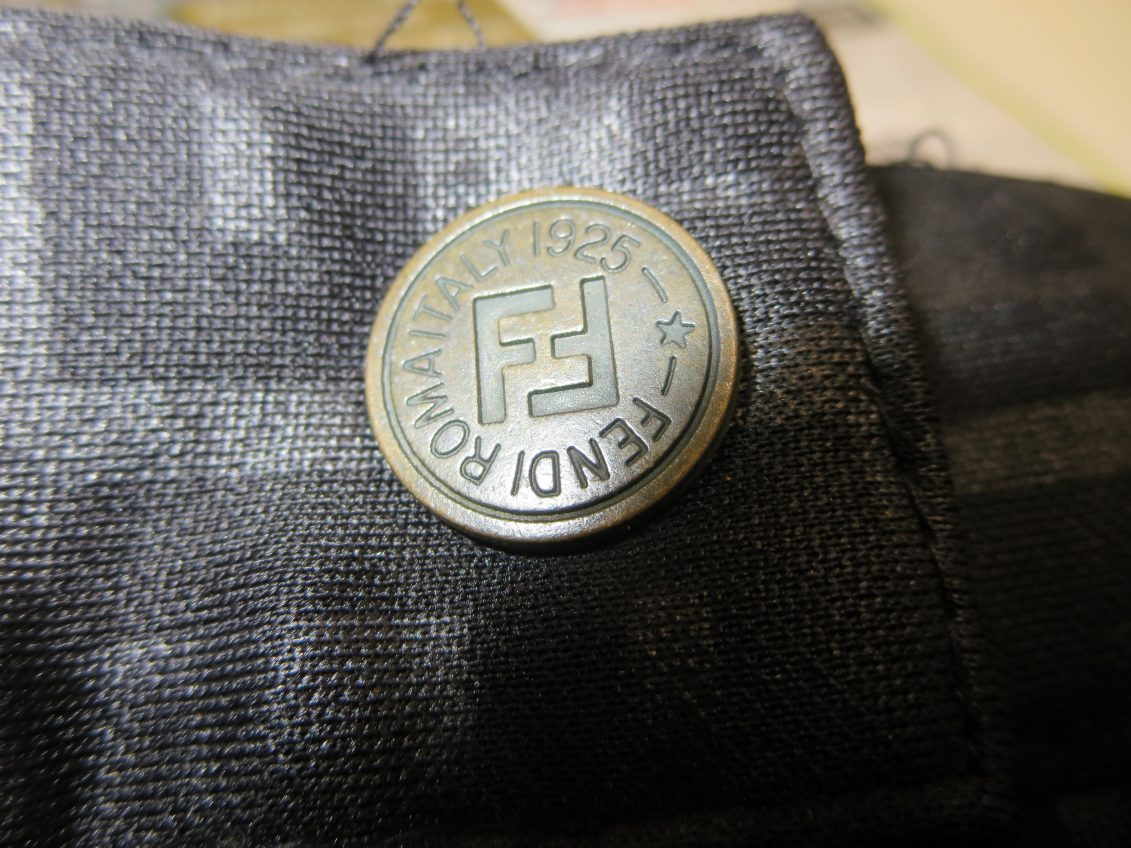 FENDI ROMA ITALY 1925
FF